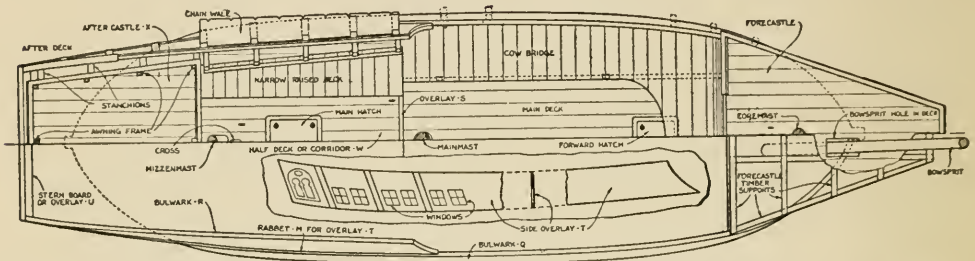 CHAIN WALE
FORECASTLE
AFTER CASTLE-X
AFTER DECK
COW BRIDGE
NARROW RAISED DECK
STANCHIONS
MAIN HATCH
OVERLAY-S
MAIN DECK
AWNING FRAME
FOREMAST
BOWSPRIT HOLE IN DECK
CROSS
MIZZENMAST
HALF DECK OR CORRIDOR-W
MAINMAST
FORWARD HATCH
BOWSPRIT
STERN BOARD
OR OVERLAY-U
BULWARK-R
WINDOWS
SIDE OVERLAY-T
FORECASTLE
TIMBER
SUPPORTS
RABBET-M FOR OVERLAY-T
BULWARK-Q